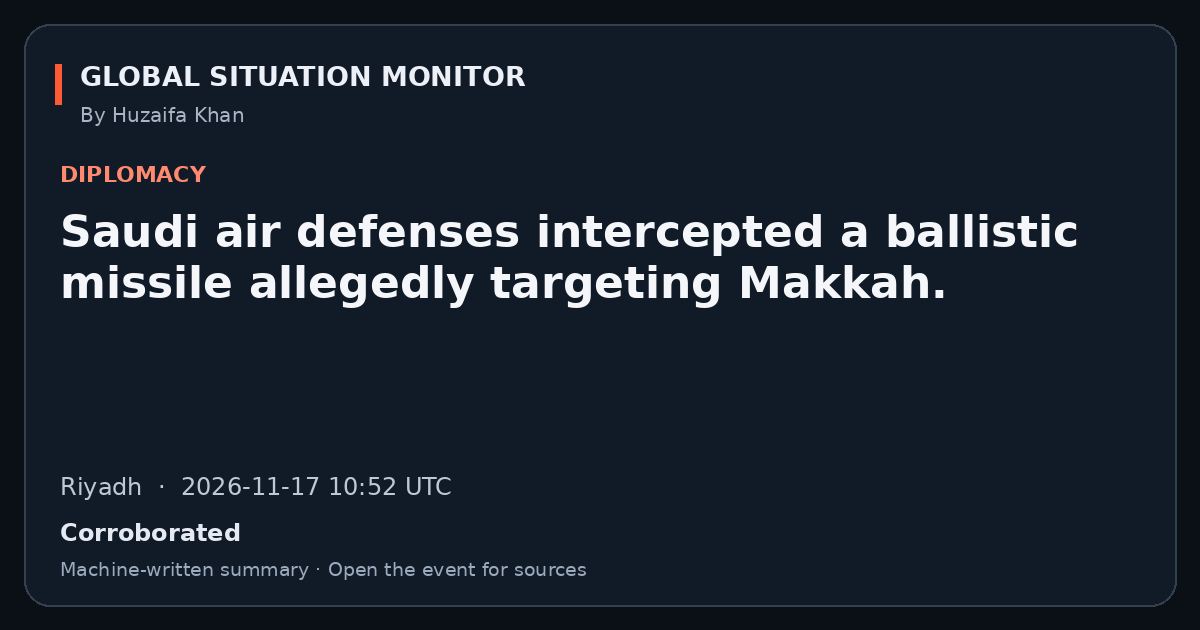 GLOBAL SITUATION MONITOR
By Huzaifa Khan
DIPLOMACY
Saudi air defenses intercepted a ballistic
missile allegedly targeting Makkah.
Riyadh · 2026-11-17 10:52 UTC
Corroborated
Machine-written summary · Open the event for sources